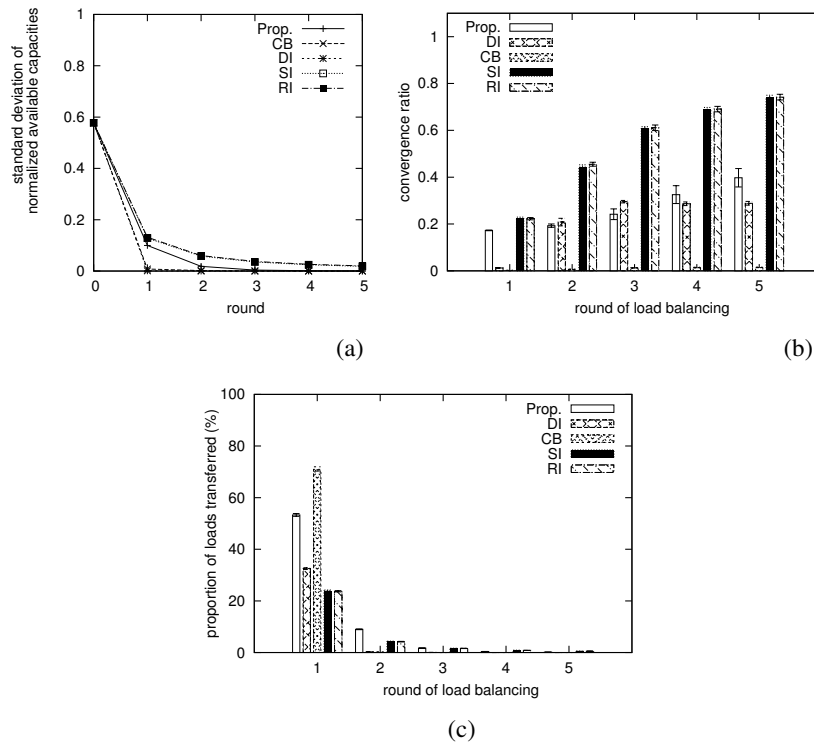 standard deviation of
normalized available capacities
1
0.8
0.6
0.4
0.2
0
0 1 2 3 4 5
round
Prop.
CB
DI
SI
RI
(a)
convergence ratio
1
0.8
0.6
0.4
0.2
0
1 2 3 4 5
round of load balancing
Prop.
DI
CB
SI
RI
(b)
proportion of loads transferred (%)
100
80
60
40
20
0
1 2 3 4 5
round of load balancing
Prop.
DI
CB
SI
RI
(c)